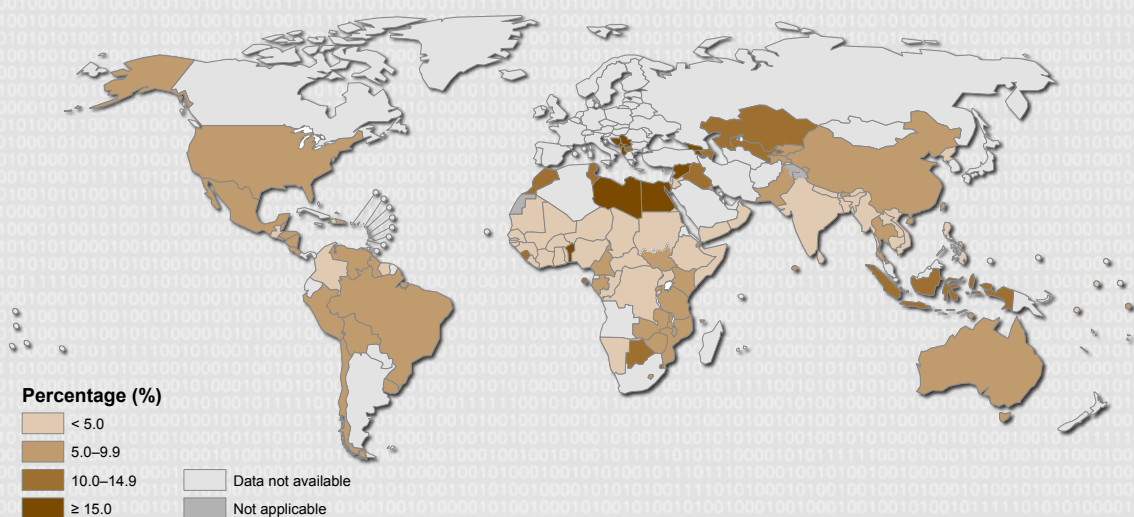 Percentage (%)
< 5.0
5.0–9.9
10.0–14.9
≥ 15.0
Data not available
Not applicable